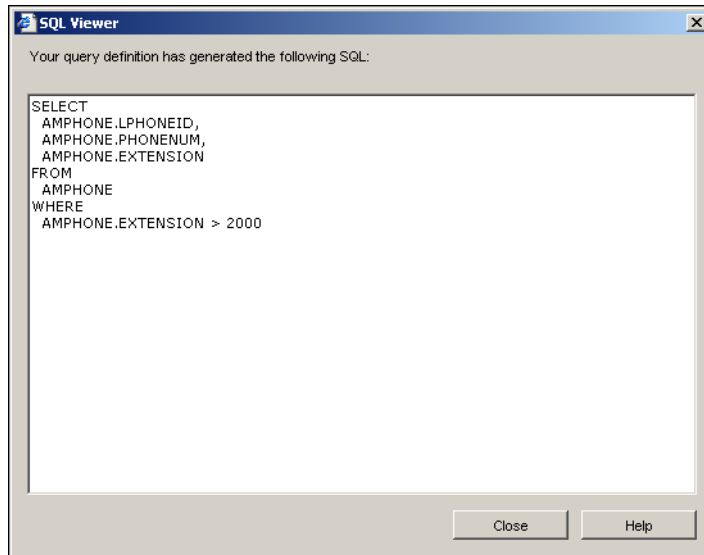 SQL Viewer
Your query definition has generated the following SQL:
SELECT
AMPHONE.LPHONEID,
AMPHONE.PHONENUM,
AMPHONE.EXTENSION
FROM
AMPHONE
WHERE
AMPHONE.EXTENSION > 2000
Close Help